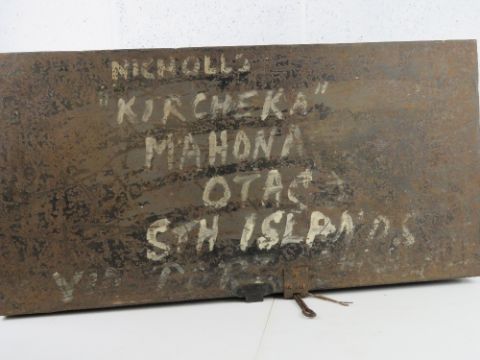 NICHOLLS
"KIRCHEKA"
MAHONA
OTAGO
STH ISLANDS